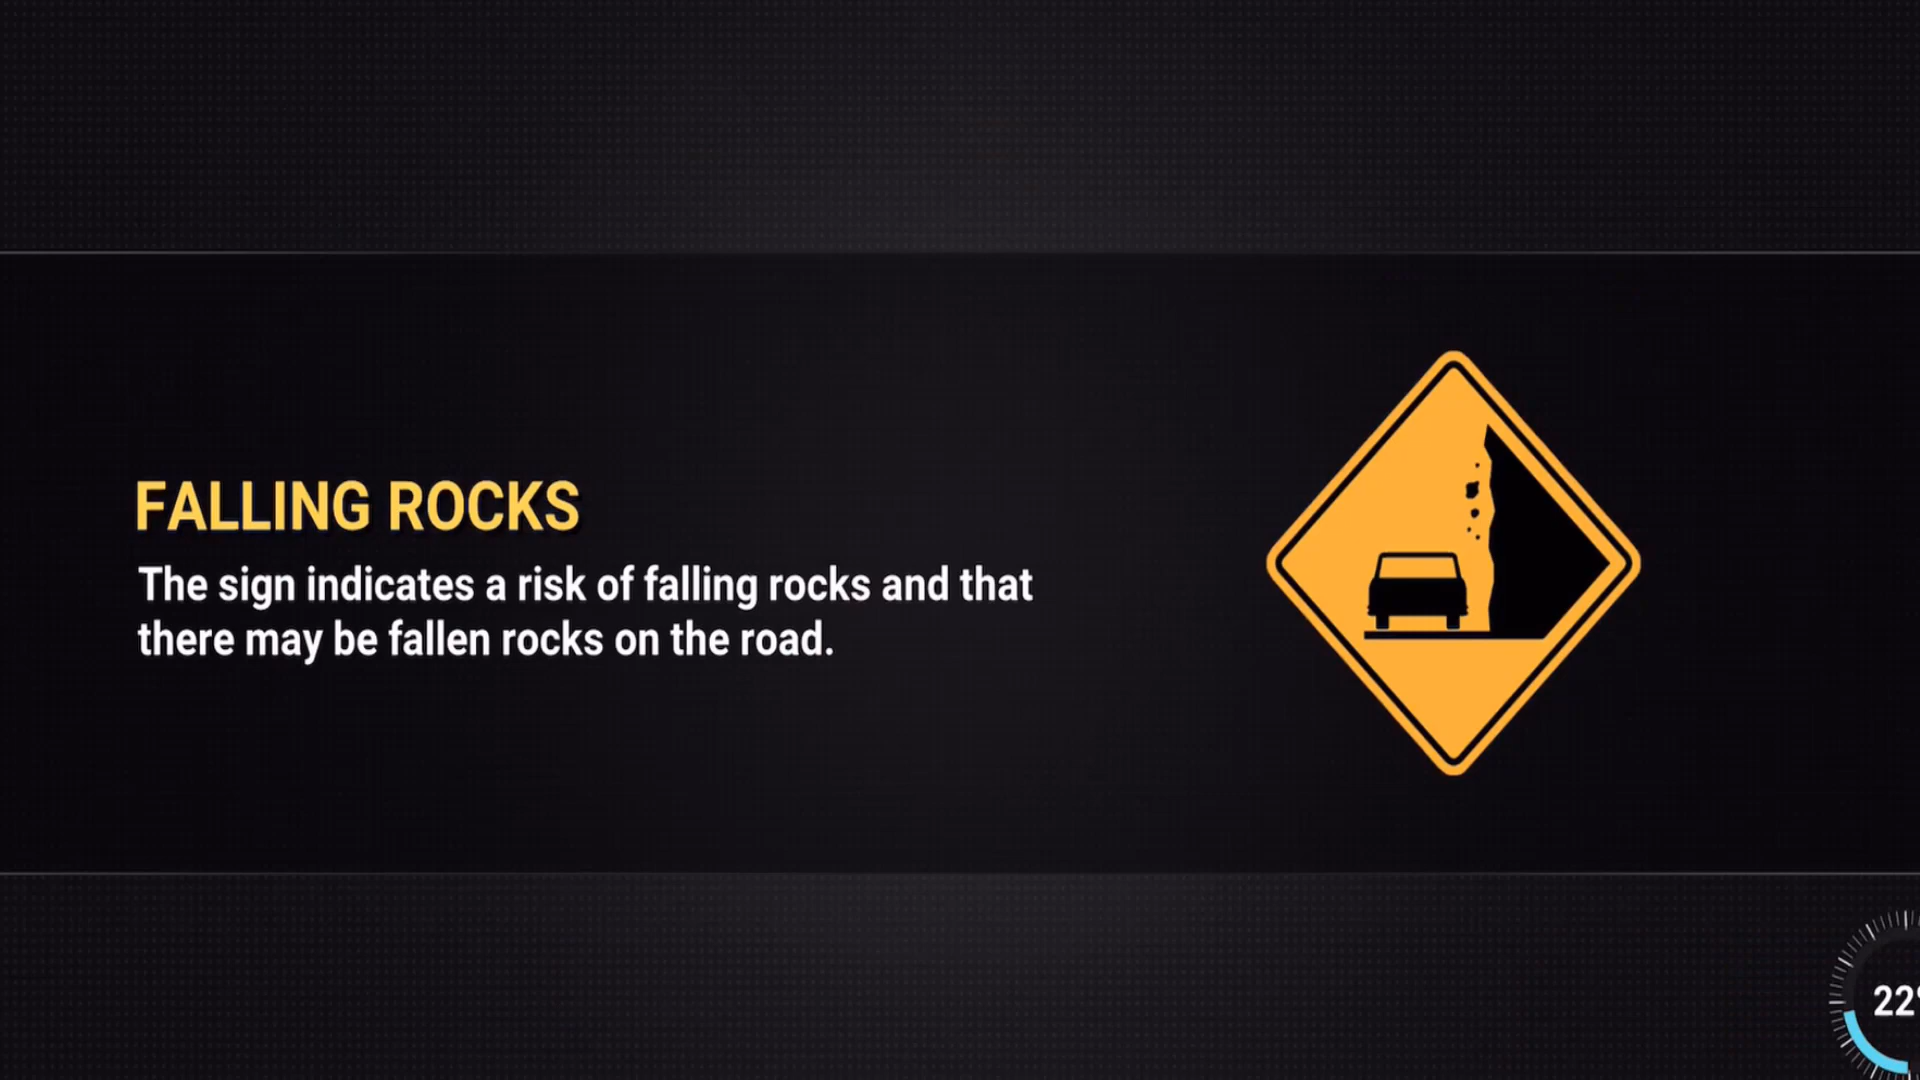 FALLING ROCKS
The sign indicates a risk of falling rocks and that
there may be fallen rocks on the road.
22